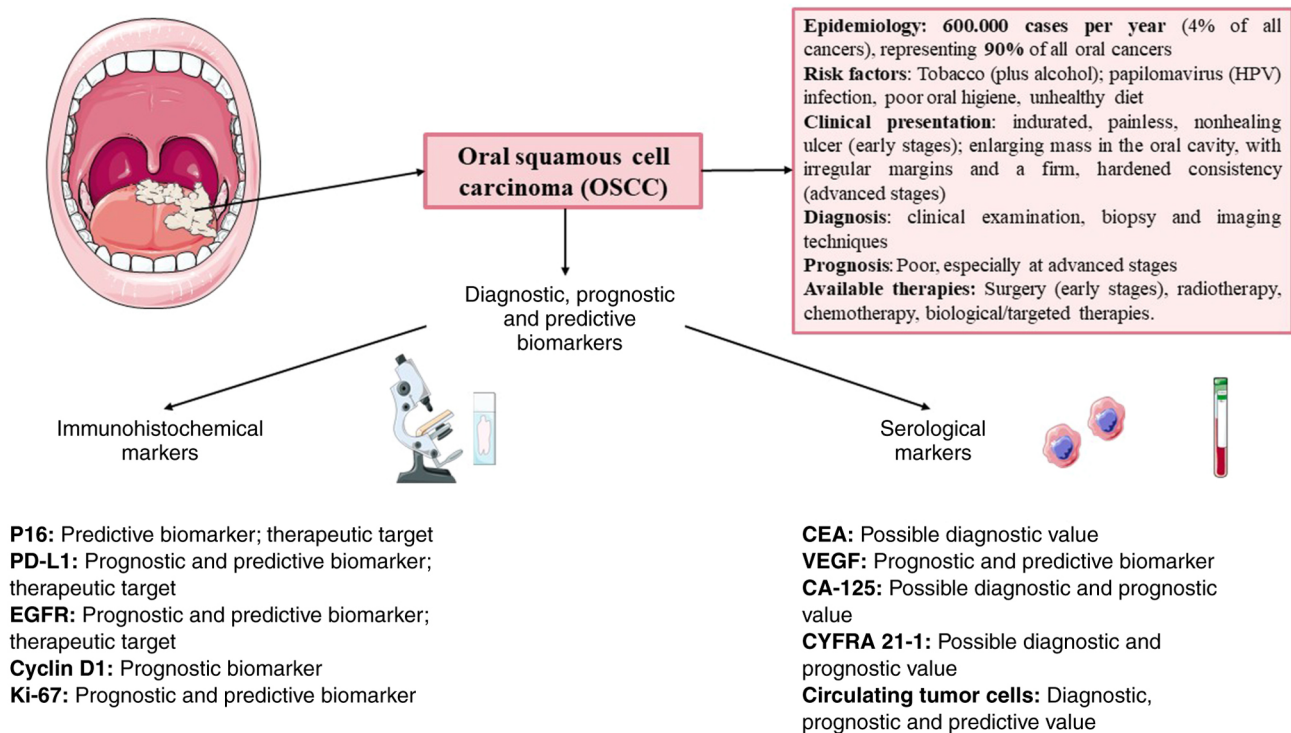 Epidemiology: 600.000 cases per year (4% of all
cancers), representing 90% of all oral cancers
Risk factors: Tobacco (plus alcohol); papilomavirus (HPV)
infection, poor oral higiene, unhealthy diet
Clinical presentation: indurated, painless, nonhealing
ulcer (early stages); enlarging mass in the oral cavity, with
irregular margins and a firm, hardened consistency
(advanced stages)
Diagnosis: clinical examination, biopsy and imaging
techniques
Prognosis: Poor, especially at advanced stages
Available therapies: Surgery (early stages), radiotherapy,
chemotherapy, biological/targeted therapies.
Oral squamous cell
carcinoma (OSCC)
Diagnostic, prognostic
and predictive
biomarkers
Immunohistochemical
markers
Serological
markers
P16: Predictive biomarker; therapeutic target
PD-L1: Prognostic and predictive biomarker;
therapeutic target
EGFR: Prognostic and predictive biomarker;
therapeutic target
Cyclin D1: Prognostic biomarker
Ki-67: Prognostic and predictive biomarker
CEA: Possible diagnostic value
VEGF: Prognostic and predictive biomarker
CA-125: Possible diagnostic and prognostic
value
CYFRA 21-1: Possible diagnostic and
prognostic value
Circulating tumor cells: Diagnostic,
prognostic and predictive value